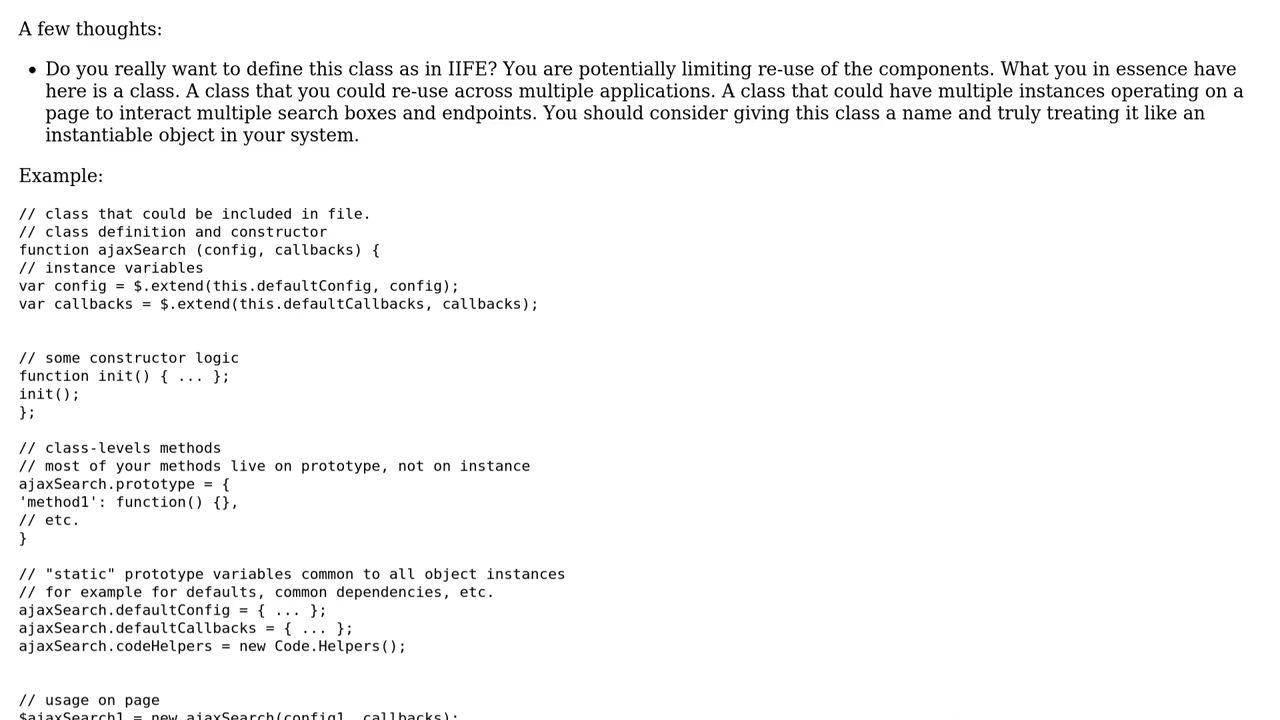 A few thoughts:
• Do you really want to define this class as in IIFE? You are potentially limiting re-use of the components. What you in essence have
here is a class. A class that you could re-use across multiple applications. A class that could have multiple instances operating on a
page to interact multiple search boxes and endpoints. You should consider giving this class a name and truly treating it like an
instantiable object in your system.
Example:
// class that could be included in file.
// class definition and constructor
function ajaxSearch (config, callbacks) {
// instance variables
var config = $.extend(this.defaultConfig, config);
var callbacks = $.extend(this.defaultCallbacks, callbacks);
// some constructor logic
function init() { ... };
init();
};
// class-levels methods
// most of your methods live on prototype, not on instance
ajaxSearch.prototype = {
'method1': function() {},
// etc.
}
// "static" prototype variables common to all object instances
// for example for defaults, common dependencies, etc.
ajaxSearch.defaultConfig = { ... };
ajaxSearch.defaultCallbacks = { ... };
ajaxSearch.codeHelpers = new Code.Helpers();
// usage on page
$ajaxSearch1 = new ajaxSearch(config1, callbacks);